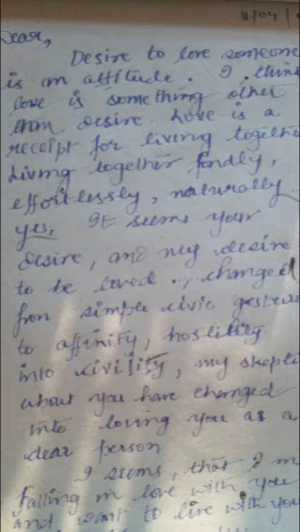 11/04/
Dear,
Desire to love someone
is an attitude. I think
love is something other
than desire. Love is a
receipt for living together
Living together fondly,
effortlessly, naturally
yes. It seems your
desire, and my desire
to be loved .., changed
from simple civic gesture
to affinity, hostility
into civility, my skepti
about you have changed
into loving you as a
dear person
I seems, that I m
falling in love with you
and want to live with you